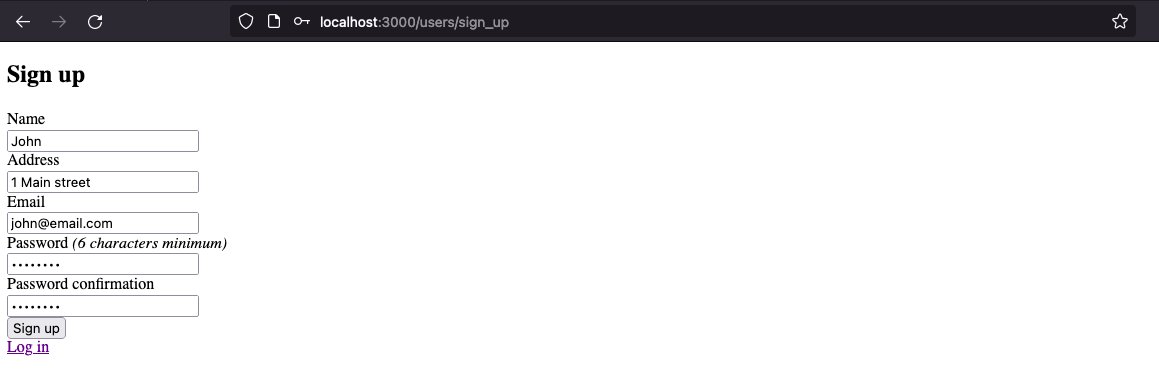 localhost:3000/users/sign_up
Sign up
Name
John
Address
1 Main street
Email
john@email.com
Password (6 characters minimum)
••••••••
Password confirmation
••••••••
Sign up
Log in